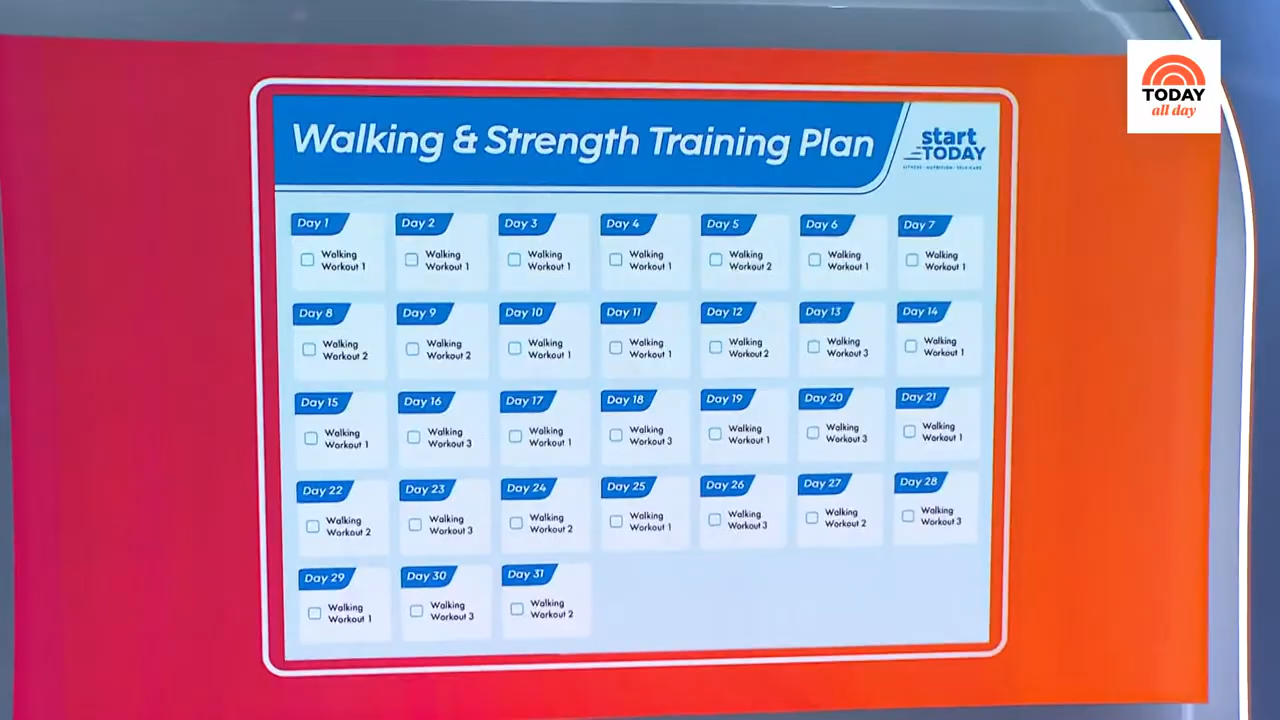 TODAY
all day
Walking & Strength Training Plan
start
TODAY
FITNESS · NUTRITION · SELF-CARE
Day 1
Walking
Workout 1
Day 2
Walking
Workout 1
Day 3
Walking
Workout 1
Day 4
Walking
Workout 1
Day 5
Walking
Workout 2
Day 6
Walking
Workout 1
Day 7
Walking
Workout 1
Day 8
Walking
Workout 2
Day 9
Walking
Workout 2
Day 10
Walking
Workout 1
Day 11
Walking
Workout 1
Day 12
Walking
Workout 2
Day 13
Walking
Workout 3
Day 14
Walking
Workout 1
Day 15
Walking
Workout 1
Day 16
Walking
Workout 3
Day 17
Walking
Workout 1
Day 18
Walking
Workout 3
Day 19
Walking
Workout 1
Day 20
Walking
Workout 3
Day 21
Walking
Workout 1
Day 22
Walking
Workout 2
Day 23
Walking
Workout 3
Day 24
Walking
Workout 2
Day 25
Walking
Workout 1
Day 26
Walking
Workout 3
Day 27
Walking
Workout 2
Day 28
Walking
Workout 3
Day 29
Walking
Workout 1
Day 30
Walking
Workout 3
Day 31
Walking
Workout 2